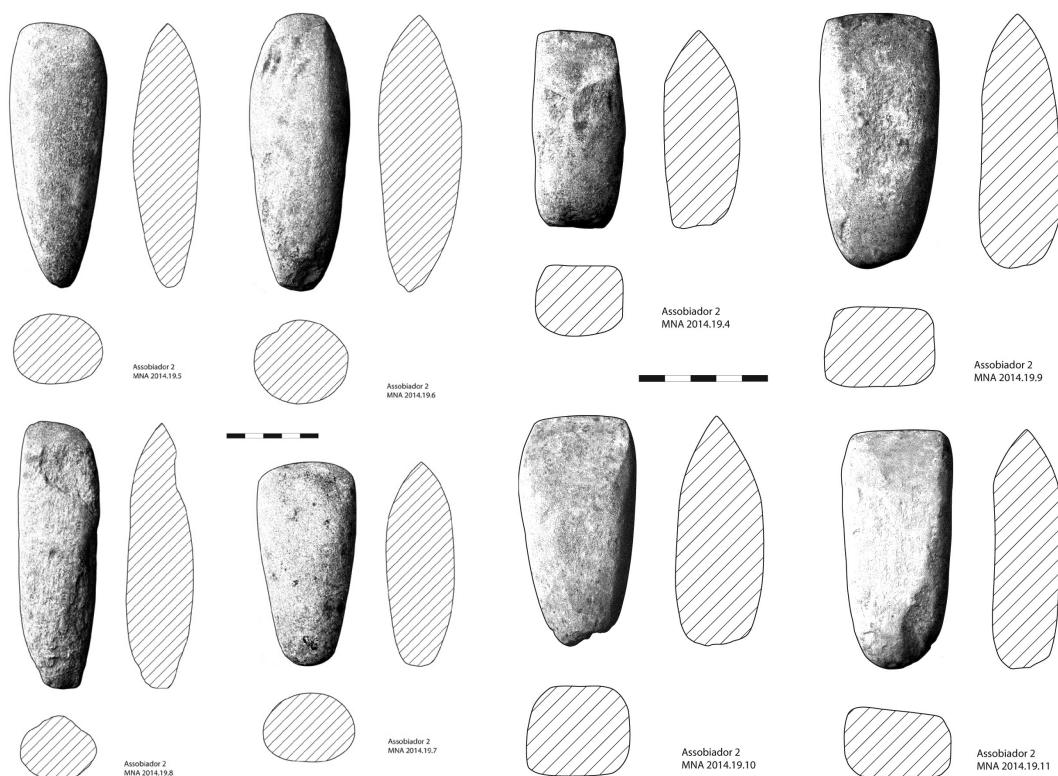 Assobiador 2
MNA 2014.19.5
Assobiador 2
MNA 2014.19.6
Assobiador 2
MNA 2014.19.4
Assobiador 2
MNA 2014.19.9
Assobiador 2
MNA 2014.19.8
Assobiador 2
MNA 2014.19.7
Assobiador 2
MNA 2014.19.10
Assobiador 2
MNA 2014.19.11